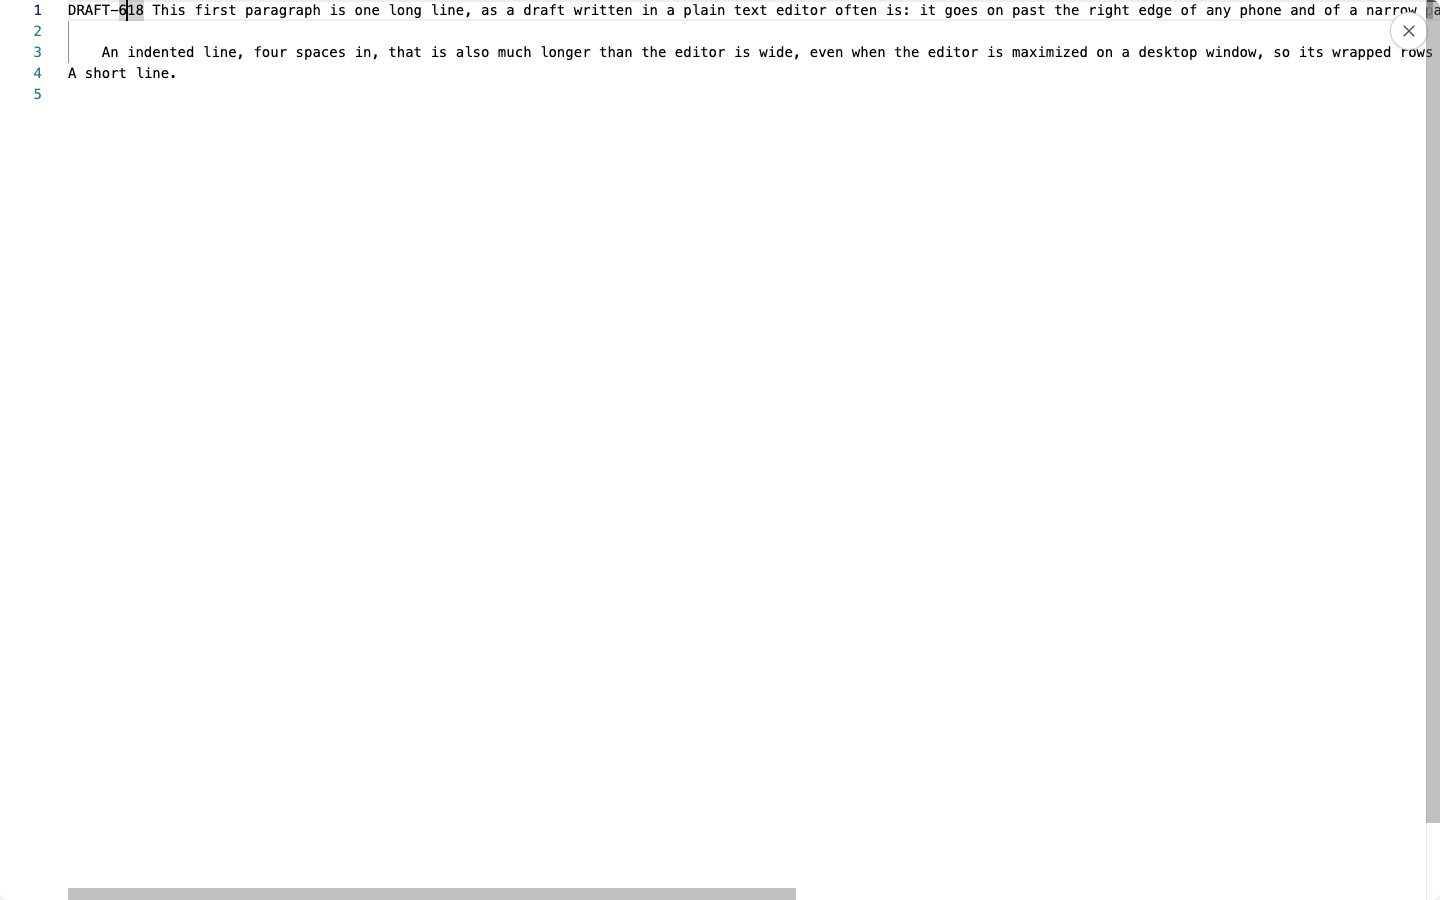 1 DRAFT-618 This first paragraph is one long line, as a draft written in a plain text editor often is: it goes on past the right edge of any phone and of a narrow
2
3 An indented line, four spaces in, that is also much longer than the editor is wide, even when the editor is maximized on a desktop window, so its wrapped rows
4 A short line.
5